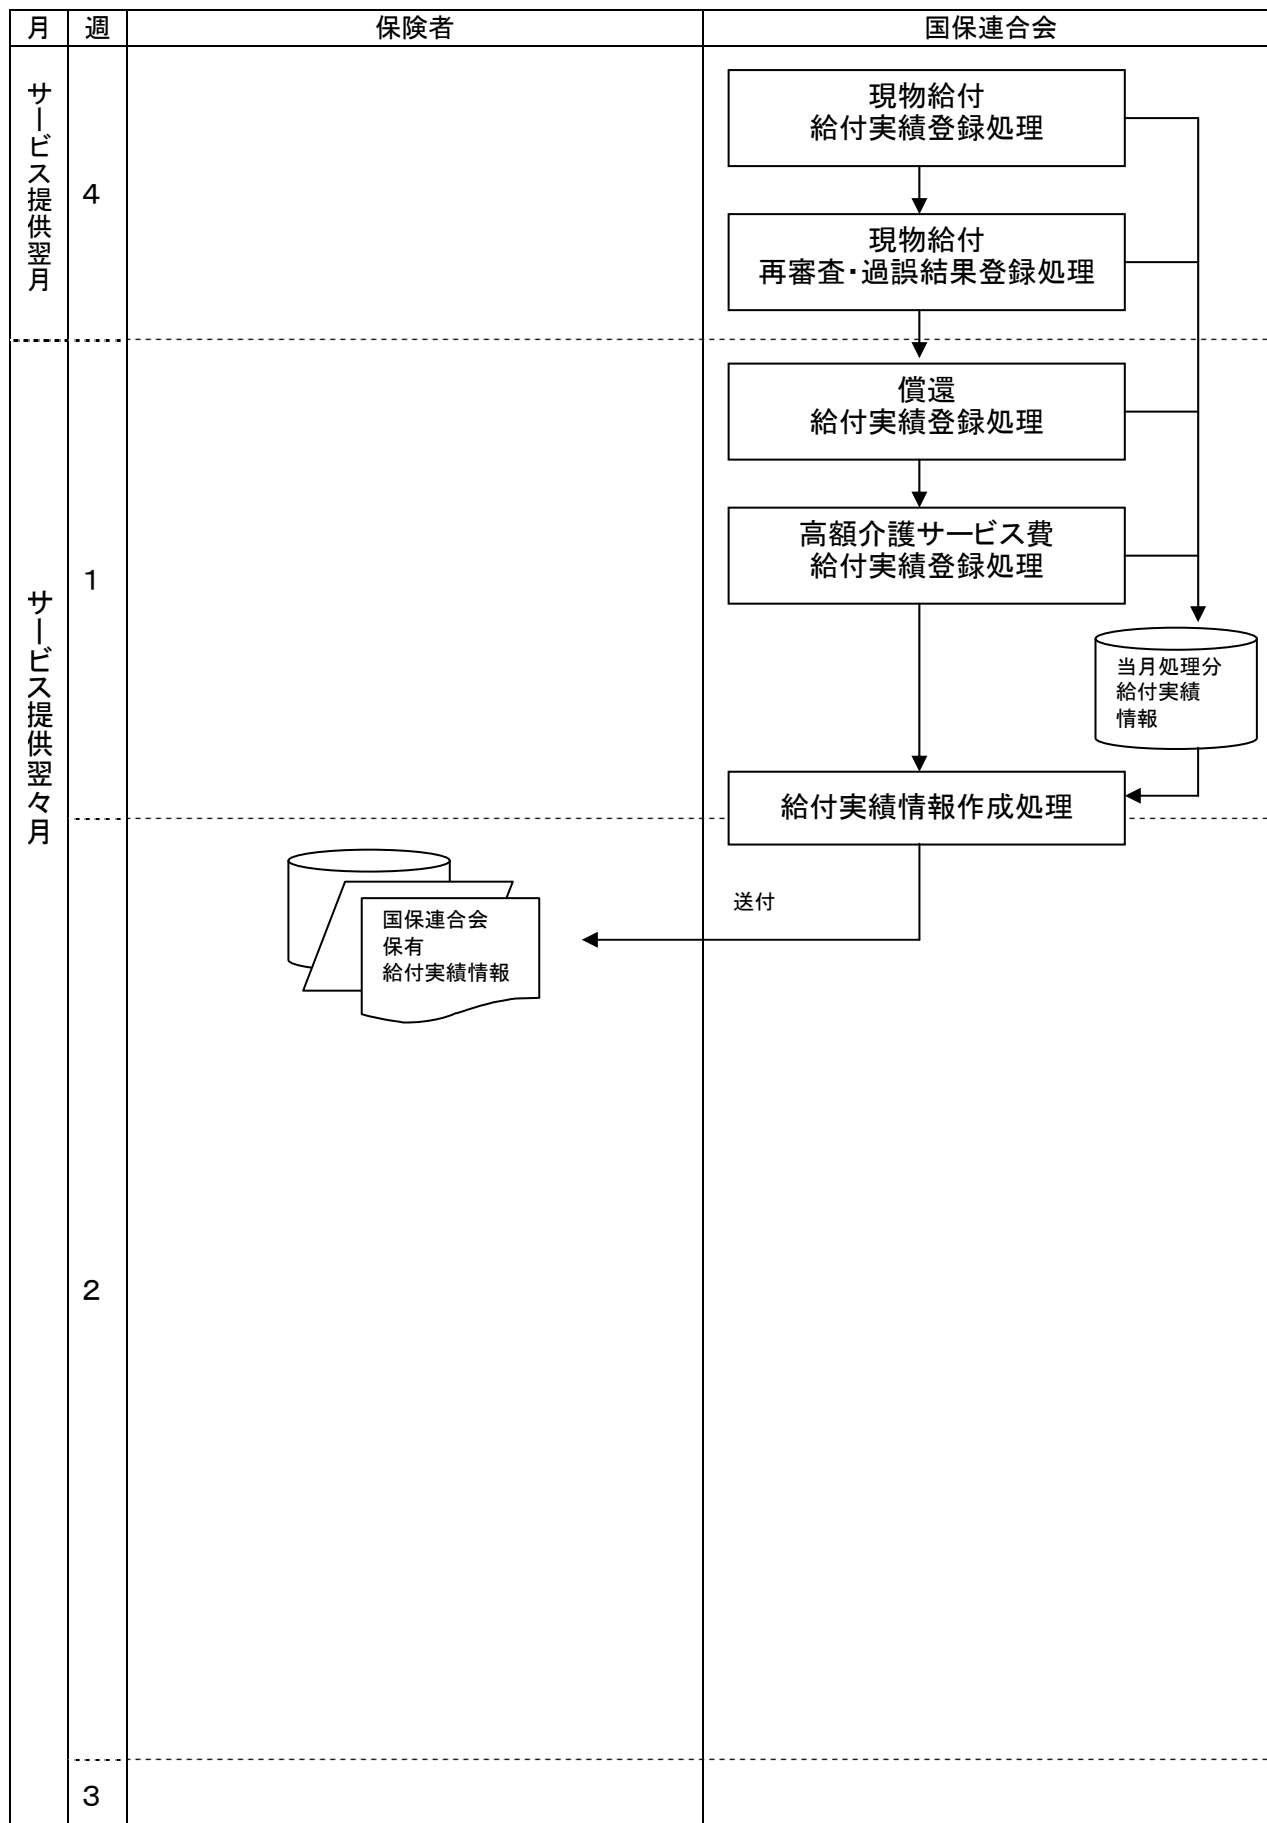 月 週 保険者 国保連合会
サービス提供翌月
4
現物給付
給付実績登録処理
現物給付
再審査・過誤結果登録処理
サービス提供翌々月
1
償還
給付実績登録処理
高額介護サービス費
給付実績登録処理
当月処理分
給付実績
情報
給付実績情報作成処理
送付
国保連合会
保有
給付実績情報
2
3